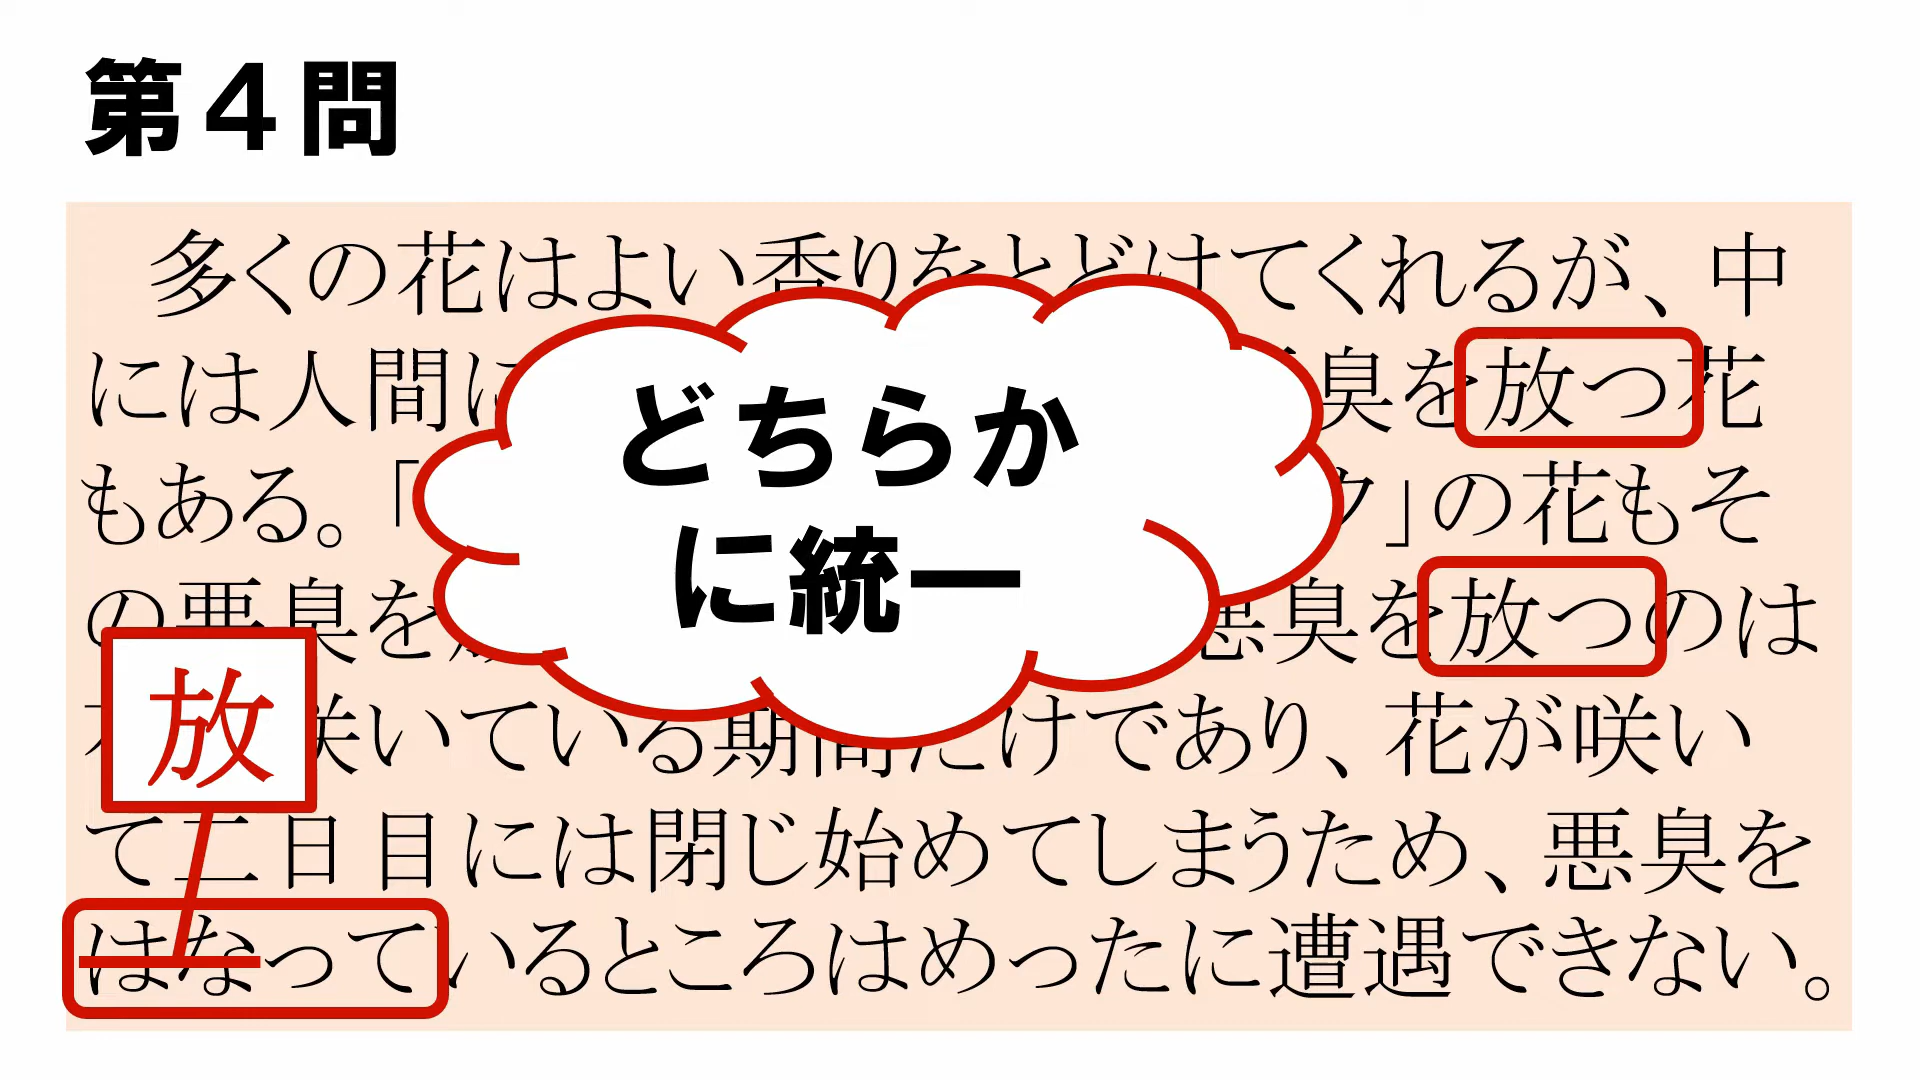 第４問
多くの花はよい香りをとどけてくれるが、中
には人間に 臭を放つ花
もある。「 ク」の花もそ
の悪臭を 悪臭を放つのは
咲いている期間だけであり、花が咲い
て二日目には閉じ始めてしまうため、悪臭を
はなっているところはめったに遭遇できない。
どちらか
に統一
放